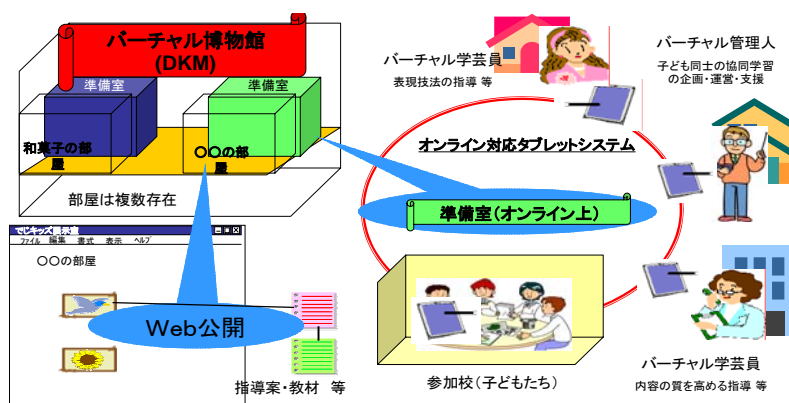 バーチャル博物館
(DKM)
準備室
準備室
和菓子の部
屋
〇〇の部
屋
部屋は複数存在
でじキッズ展示室
ファイル 編集 書式 表示 ヘルプ
〇〇の部屋
Web公開
指導案・教材 等
バーチャル学芸員
表現技法の指導 等
バーチャル管理人
子ども同士の協同学習
の企画・運営・支援
オンライン対応タブレットシステム
準備室(オンライン上)
参加校(子どもたち)
バーチャル学芸員
内容の質を高める指導 等